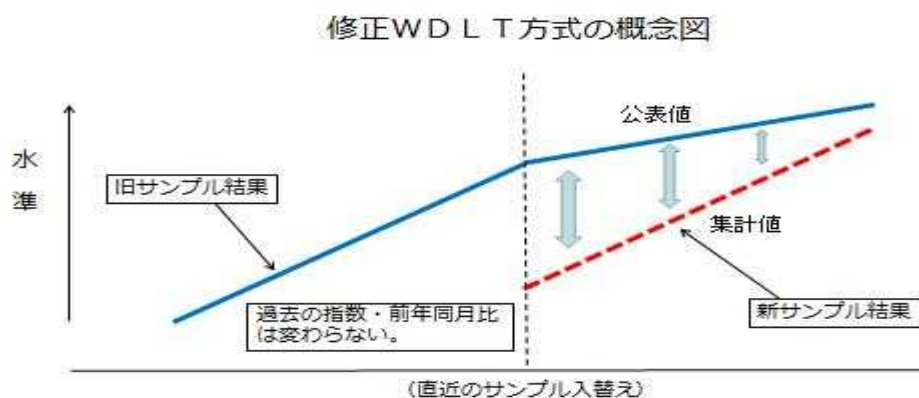 修正ＷＤＬＴ方式の概念図
公表値
水
準
旧サンプル結果
集計値
過去の指数・前年同月比
は変わらない。
新サンプル結果
（直近のサンプル入替え）